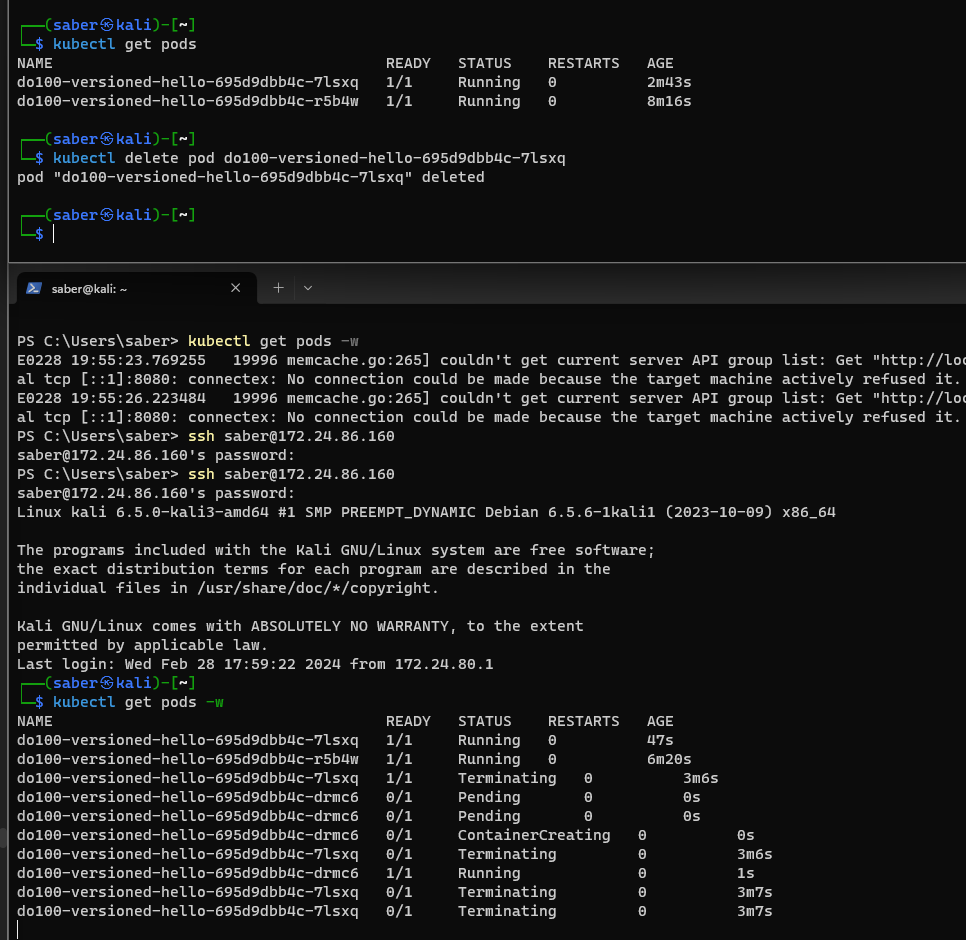 ┌──(saber㉿kali)-[~]
└─$ kubectl get pods
NAME READY STATUS RESTARTS AGE
do100-versioned-hello-695d9dbb4c-7lsxq 1/1 Running 0 2m43s
do100-versioned-hello-695d9dbb4c-r5b4w 1/1 Running 0 8m16s
┌──(saber㉿kali)-[~]
└─$ kubectl delete pod do100-versioned-hello-695d9dbb4c-7lsxq
pod "do100-versioned-hello-695d9dbb4c-7lsxq" deleted
┌──(saber㉿kali)-[~]
└─$
saber@kali: ~
PS C:\Users\saber> kubectl get pods -w
E0228 19:55:23.769255 19996 memcache.go:265] couldn't get current server API group list: Get "http://loc
al tcp [::1]:8080: connectex: No connection could be made because the target machine actively refused it.
E0228 19:55:26.223484 19996 memcache.go:265] couldn't get current server API group list: Get "http://loc
al tcp [::1]:8080: connectex: No connection could be made because the target machine actively refused it.
PS C:\Users\saber> ssh saber@172.24.86.160
saber@172.24.86.160's password:
PS C:\Users\saber> ssh saber@172.24.86.160
saber@172.24.86.160's password:
Linux kali 6.5.0-kali3-amd64 #1 SMP PREEMPT_DYNAMIC Debian 6.5.6-1kali1 (2023-10-09) x86_64
The programs included with the Kali GNU/Linux system are free software;
the exact distribution terms for each program are described in the
individual files in /usr/share/doc/*/copyright.
Kali GNU/Linux comes with ABSOLUTELY NO WARRANTY, to the extent
permitted by applicable law.
Last login: Wed Feb 28 17:59:22 2024 from 172.24.80.1
┌──(saber㉿kali)-[~]
└─$ kubectl get pods -w
NAME READY STATUS RESTARTS AGE
do100-versioned-hello-695d9dbb4c-7lsxq 1/1 Running 0 47s
do100-versioned-hello-695d9dbb4c-r5b4w 1/1 Running 0 6m20s
do100-versioned-hello-695d9dbb4c-7lsxq 1/1 Terminating 0 3m6s
do100-versioned-hello-695d9dbb4c-drmc6 0/1 Pending 0 0s
do100-versioned-hello-695d9dbb4c-drmc6 0/1 Pending 0 0s
do100-versioned-hello-695d9dbb4c-drmc6 0/1 ContainerCreating 0 0s
do100-versioned-hello-695d9dbb4c-7lsxq 0/1 Terminating 0 3m6s
do100-versioned-hello-695d9dbb4c-drmc6 1/1 Running 0 1s
do100-versioned-hello-695d9dbb4c-7lsxq 0/1 Terminating 0 3m7s
do100-versioned-hello-695d9dbb4c-7lsxq 0/1 Terminating 0 3m7s